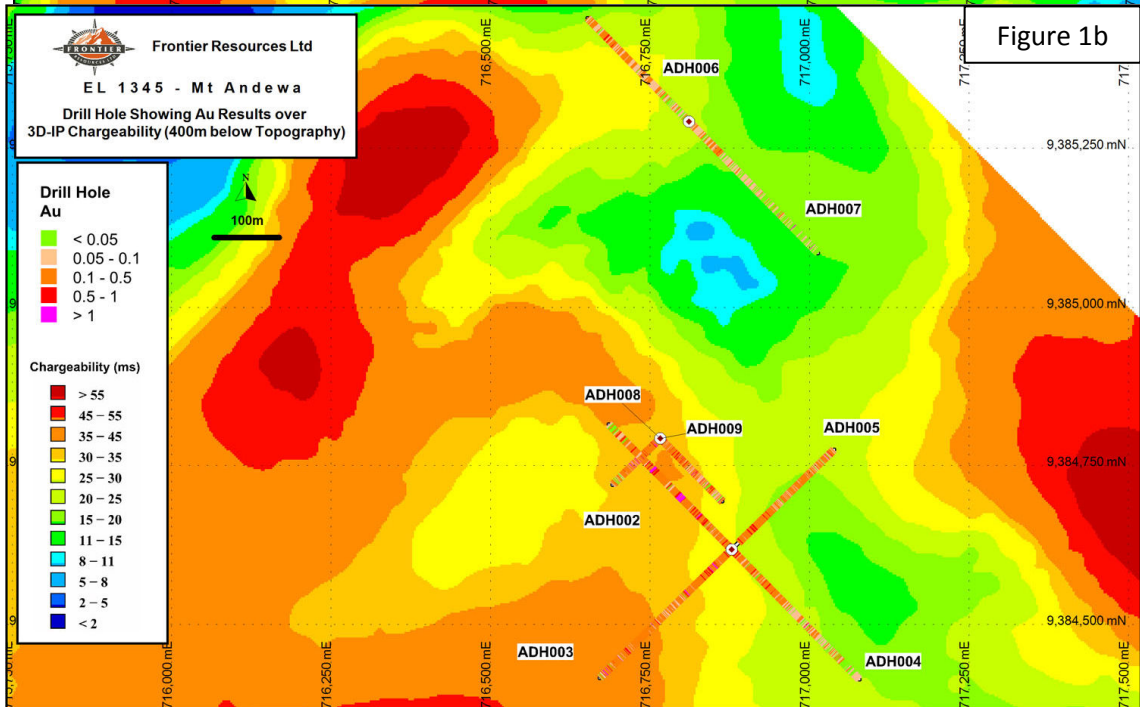 Figure 1b
FRONTIER
RESOURCES LTD
Frontier Resources Ltd
EL 1345 - Mt Andewa
Drill Hole Showing Au Results over
3D-IP Chargeability (400m below Topography)
N
100m
Drill Hole
Au
< 0.05
0.05 - 0.1
0.1 - 0.5
0.5 - 1
> 1
Chargeability (ms)
> 55
45 – 55
35 – 45
30 – 35
25 – 30
20 – 25
15 – 20
11 – 15
8 – 11
5 – 8
2 – 5
< 2
716,500 mE
716,750 mE
717,000 mE
ADH006
9,385,250 mN
ADH007
9,385,000 mN
ADH008
ADH009
ADH005
9,384,750 mN
ADH002
9,384,500 mN
ADH003
ADH004
716,000 mE
716,250 mE
716,500 mE
716,750 mE
717,000 mE
717,250 mE
717,500 mE